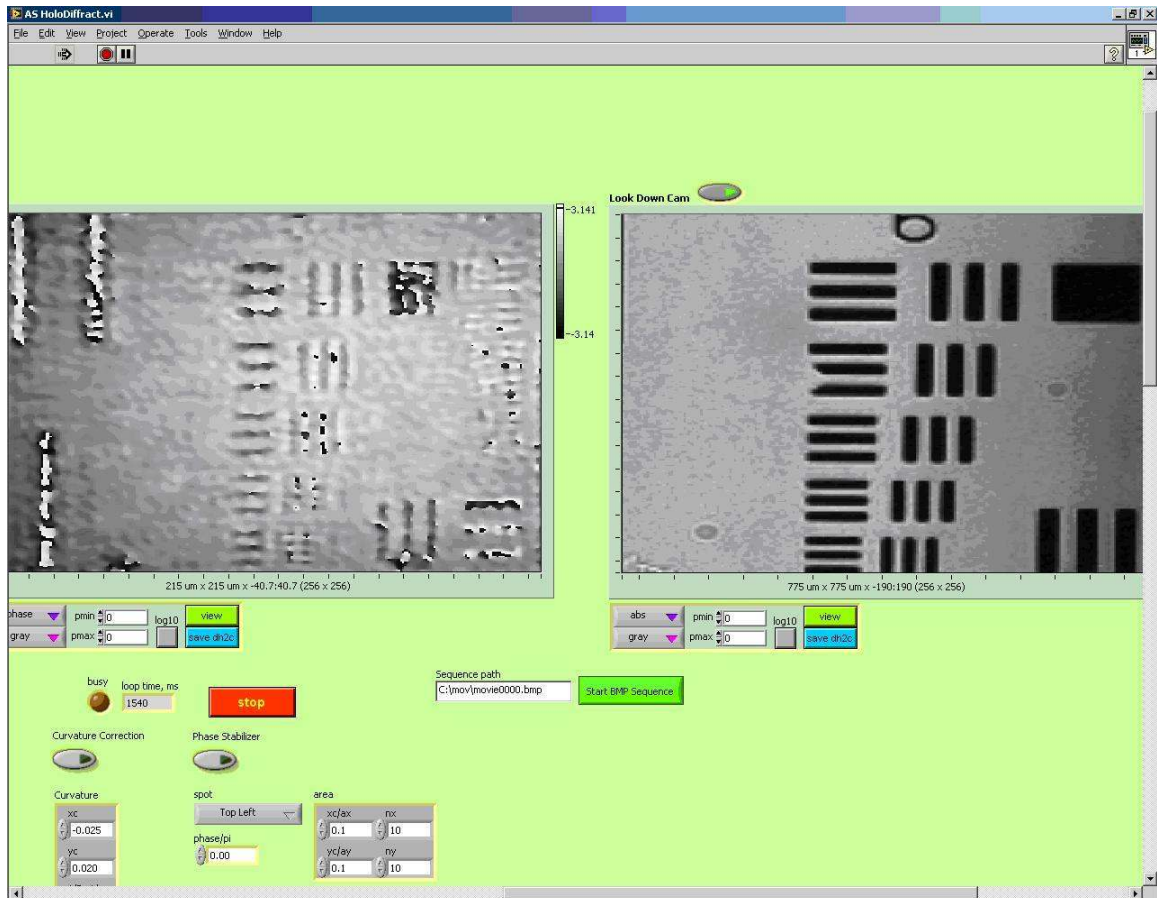 AS HoloDiffract.vi
File Edit View Project Operate Tools Window Help
1
Look Down Cam
-3.141
-3.14
215 um x 215 um x -40.7:40.7 (256 x 256)
775 um x 775 um x -190:190 (256 x 256)
phase pmin 0 log10 view
gray pmax 0 save dh2c
abs pmin 0 log10 view
gray pmax 0 save dh2c
busy loop time, ms
1540
stop
Sequence path
C:\mov\movie0000.bmp
Start BMP Sequence
Curvature Correction Phase Stabilizer
Curvature spot area
xc
-0.025
yc
0.020
Top Left
phase/pi
0.00
xc/ax nx
0.1 10
yc/ay ny
0.1 10